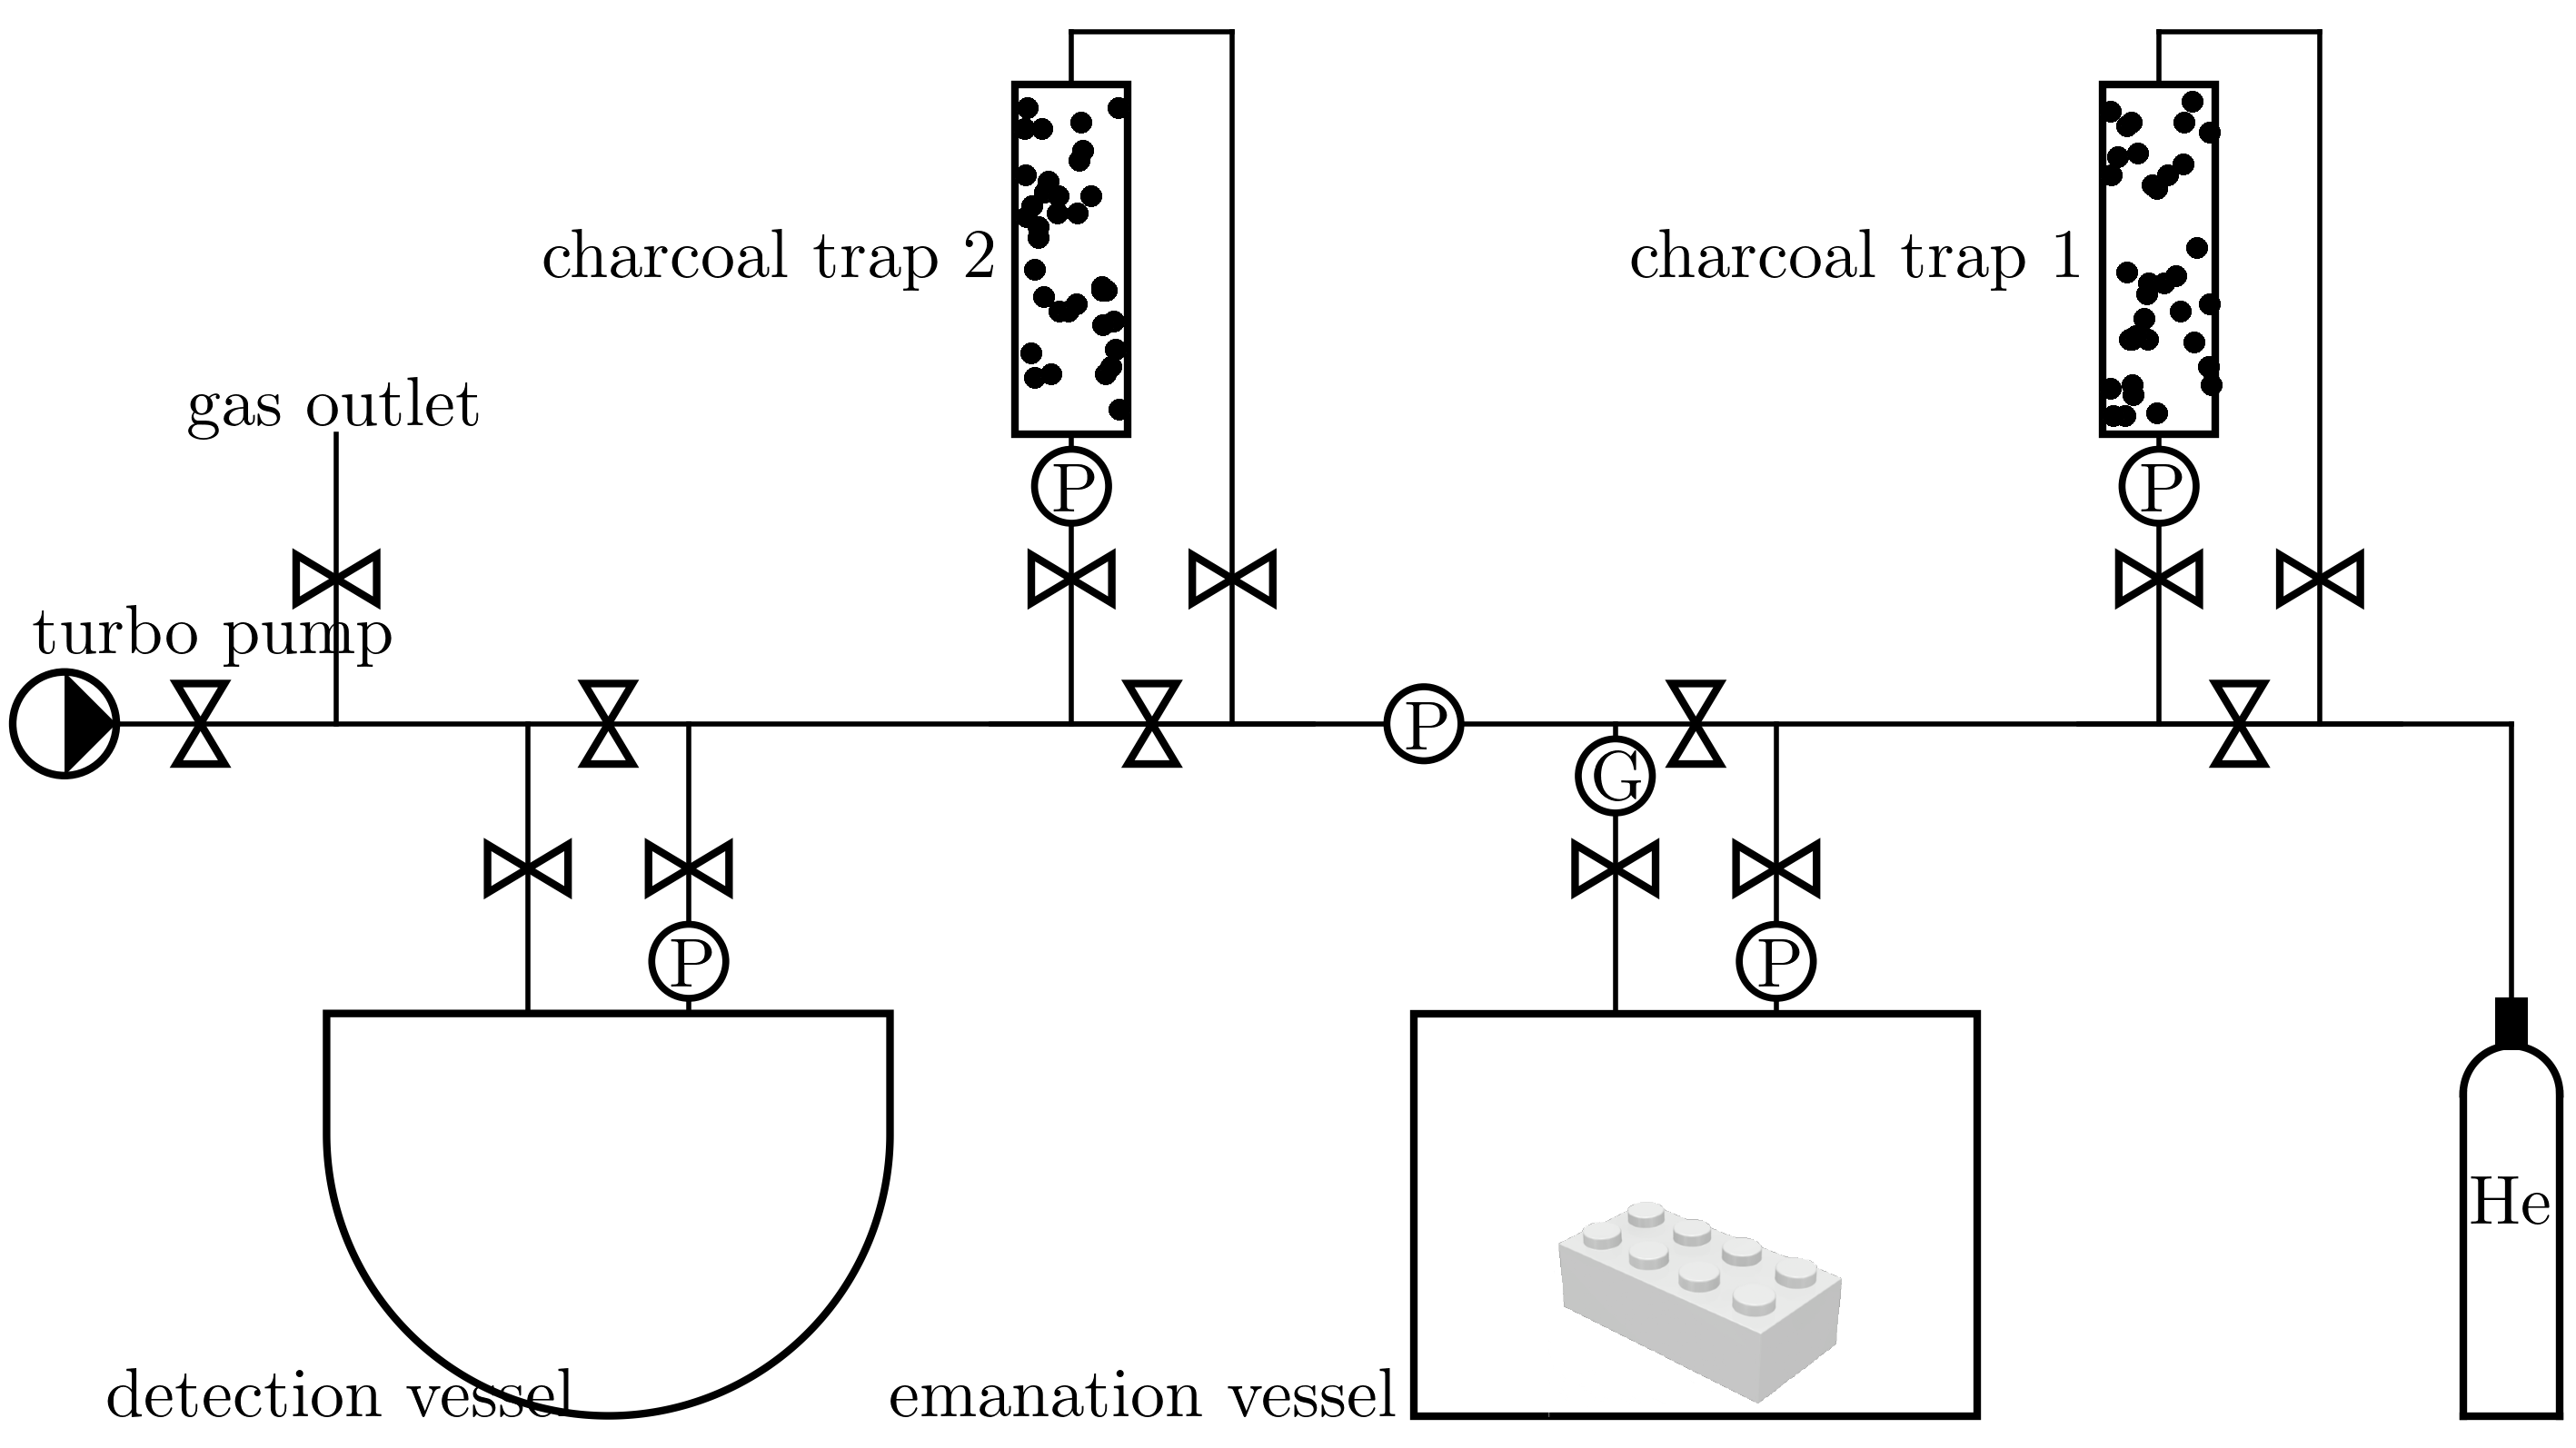 charcoal trap 2
charcoal trap 1
gas outlet
P
P
turbo pump
P
G
P
P
He
detection vessel
emanation vessel